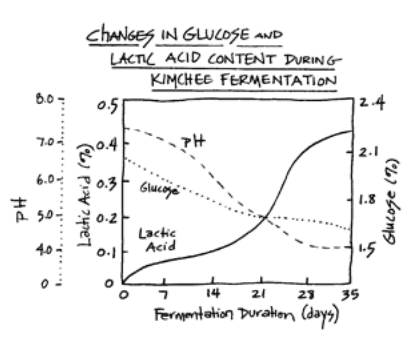 CHANGES IN GLUCOSE AND
LACTIC ACID CONTENT DURING
KIMCHEE FERMENTATION
8.0
7.0
6.0
5.0
4.0
0
pH
0.5
0.4
0.3
0.2
0.1
0
Lactic Acid (%)
pH
Glucose
Lactic
Acid
2.4
2.1
1.8
1.5
Glucose (%)
0 7 14 21 28 35
Fermentation Duration (days)